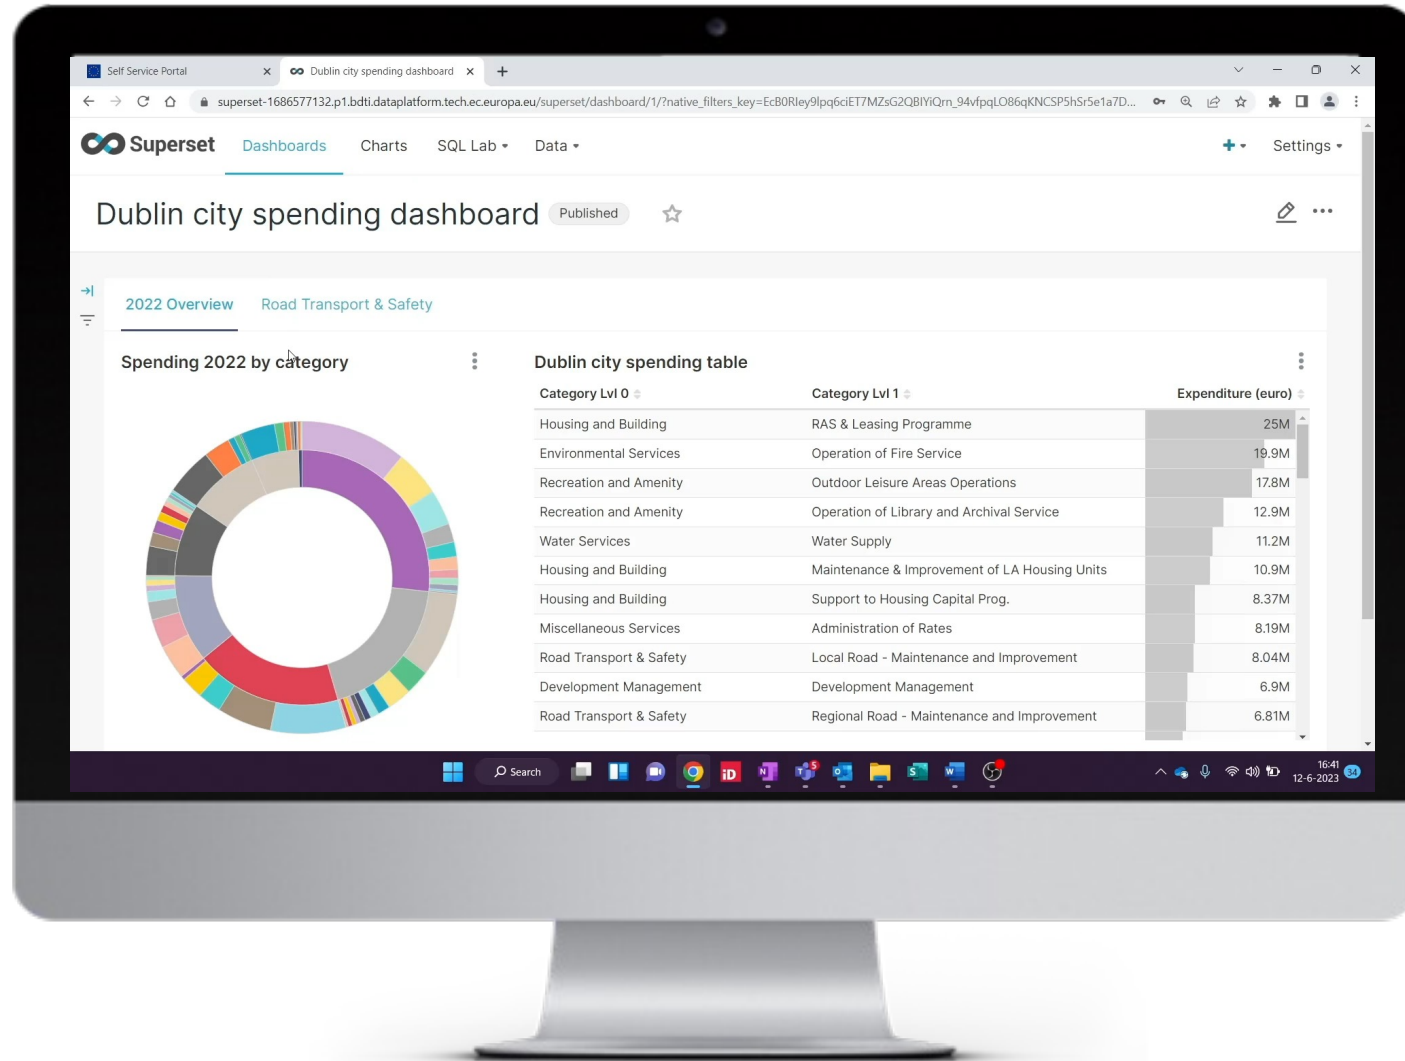 Self Service Portal
Dublin city spending dashboard
superset-1686577132.p1.bdti.dataplatform.tech.ec.europa.eu/superset/dashboard/1/?native_filters_key=EcB0RIey9lpq6ciET7MZsG2QBIYiQrn_94vfpqLO86qKNCSP5hSr5e1a7D...
Superset Dashboards Charts SQL Lab Data Settings
Dublin city spending dashboard Published
2022 Overview Road Transport & Safety
Spending 2022 by category
Dublin city spending table
Category Lvl 0 Category Lvl 1 Expenditure (euro)
Housing and Building RAS & Leasing Programme 25M
Environmental Services Operation of Fire Service 19.9M
Recreation and Amenity Outdoor Leisure Areas Operations 17.8M
Recreation and Amenity Operation of Library and Archival Service 12.9M
Water Services Water Supply 11.2M
Housing and Building Maintenance & Improvement of LA Housing Units 10.9M
Housing and Building Support to Housing Capital Prog. 8.37M
Miscellaneous Services Administration of Rates 8.19M
Road Transport & Safety Local Road - Maintenance and Improvement 8.04M
Development Management Development Management 6.9M
Road Transport & Safety Regional Road - Maintenance and Improvement 6.81M
Search iD N T 5 S W 16:41
12-6-2023 34